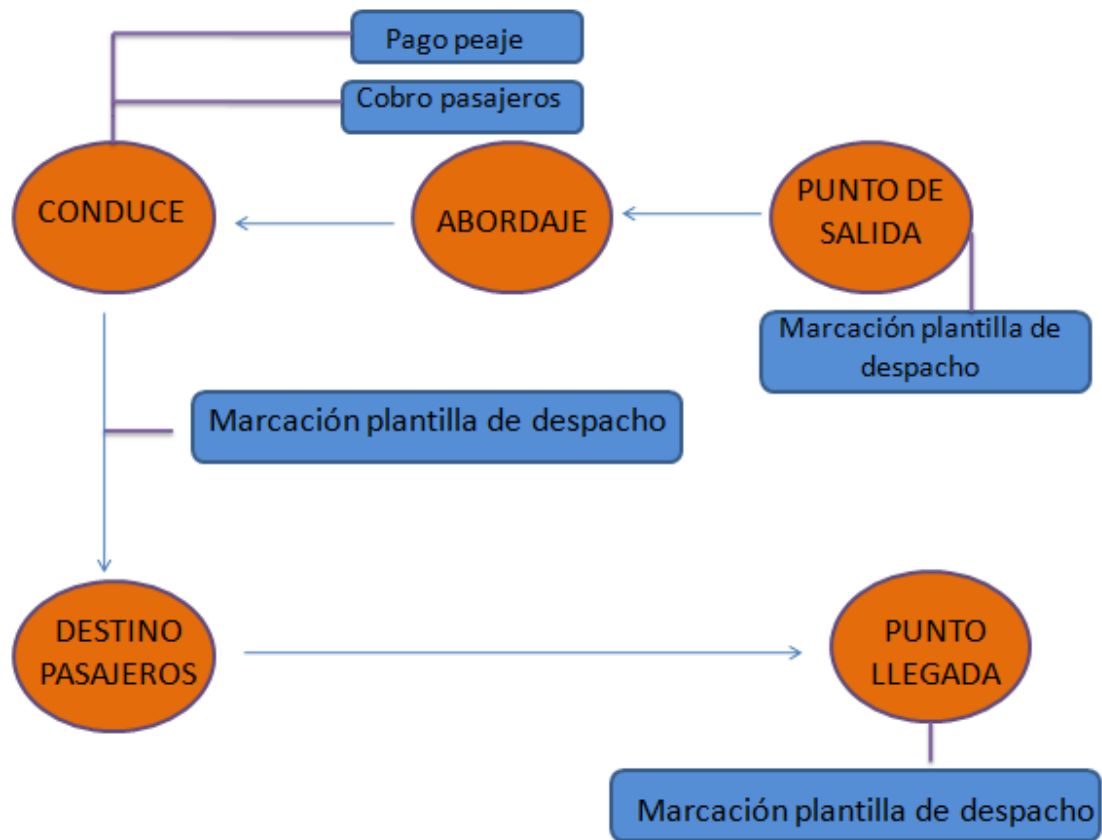 Pago peaje
Cobro pasajeros
CONDUCE
ABORDAJE
PUNTO DE
SALIDA
Marcación plantilla de
despacho
Marcación plantilla de despacho
DESTINO
PASAJEROS
PUNTO
LLEGADA
Marcación plantilla de despacho